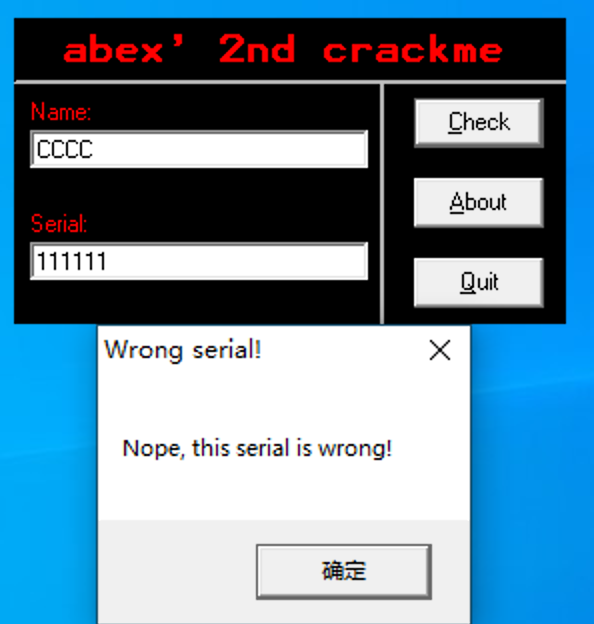 abex' 2nd crackme
Name:
CCCC
Check
About
Serial:
111111
Quit
Wrong serial!
Nope, this serial is wrong!
确定